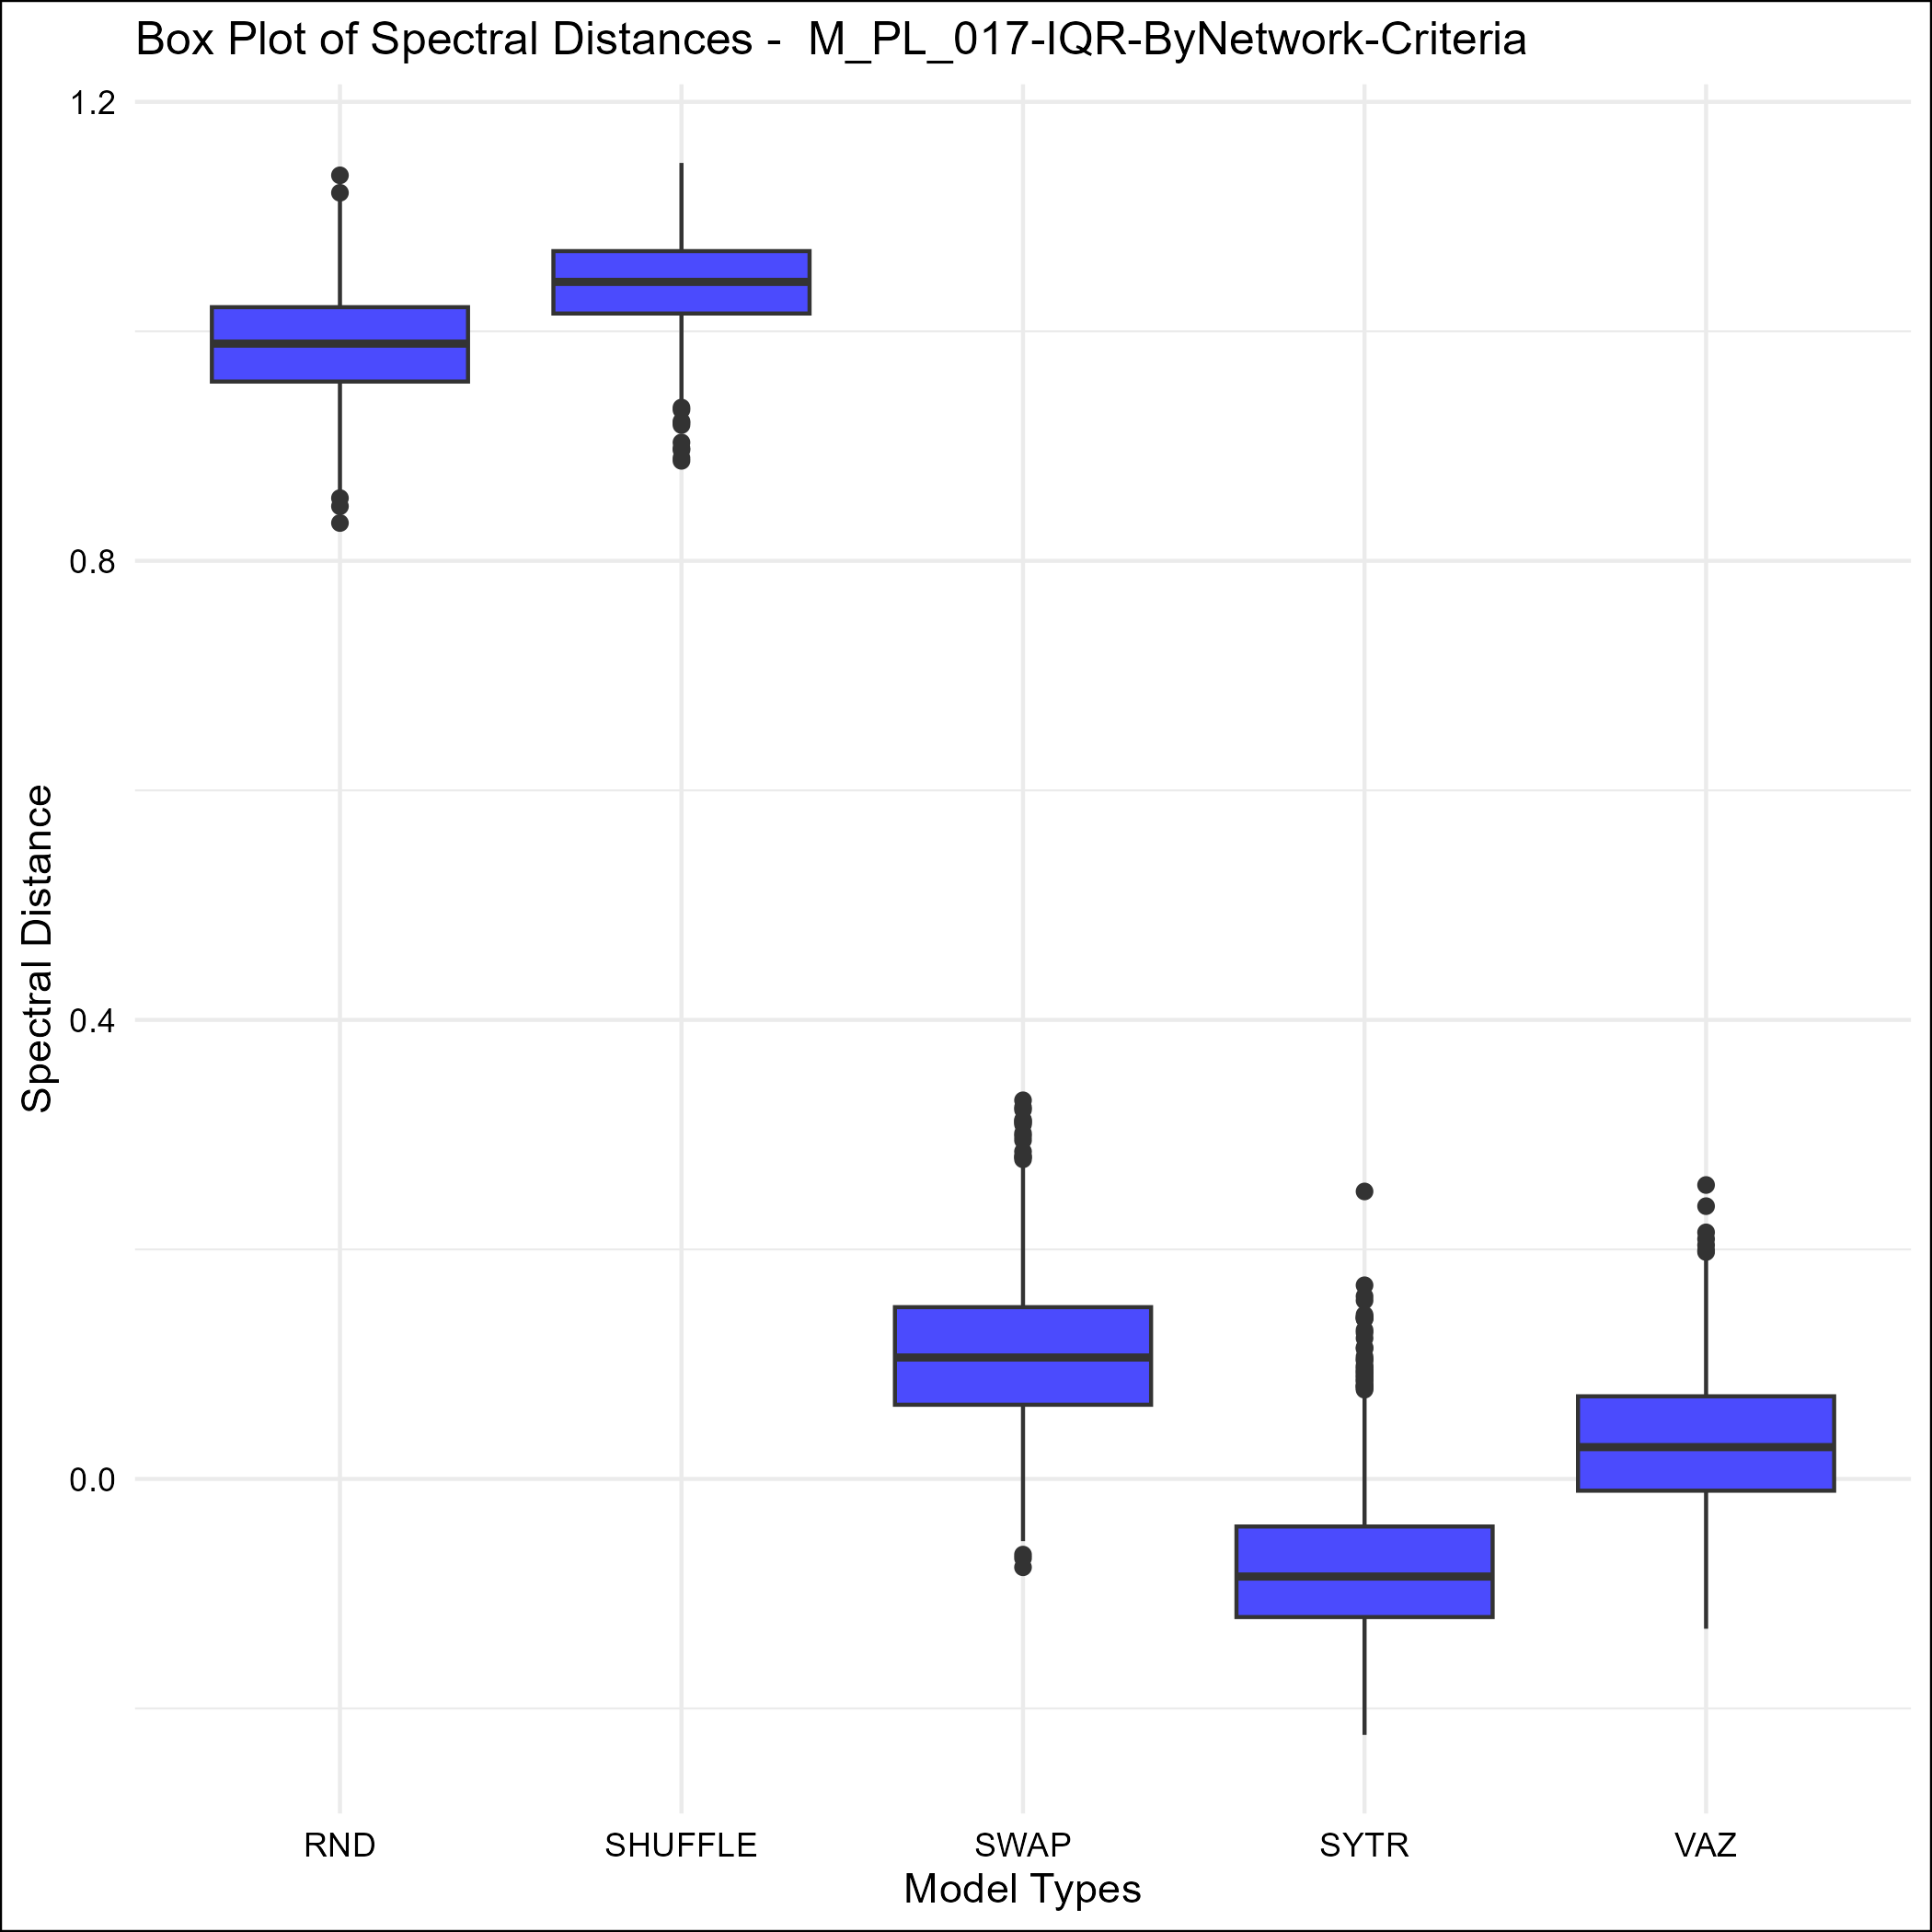 Box Plot of Spectral Distances -  M_PL_017-IQR-ByNetwork-Criteria
1.2
0.8
0.4
0.0
Spectral Distance
RND SHUFFLE SWAP SYTR VAZ
Model Types